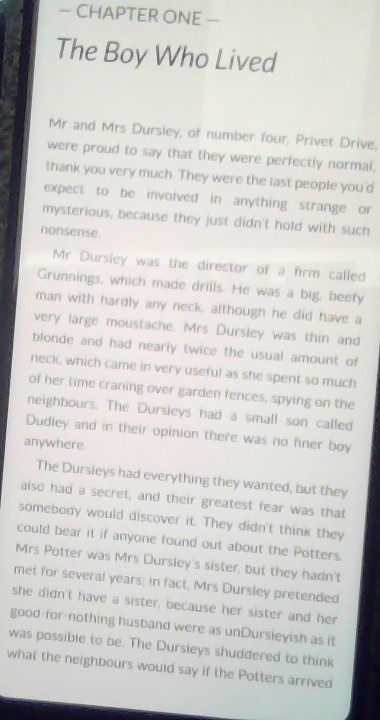 — CHAPTER ONE —
The Boy Who Lived
Mr and Mrs Dursley, of number four, Privet Drive,
were proud to say that they were perfectly normal,
thank you very much. They were the last people you'd
expect to be involved in anything strange or
mysterious, because they just didn't hold with such
nonsense.
Mr Dursley was the director of a firm called
Grunnings, which made drills. He was a big, beefy
man with hardly any neck, although he did have a
very large moustache. Mrs Dursley was thin and
blonde and had nearly twice the usual amount of
neck, which came in very useful as she spent so much
of her time craning over garden fences, spying on the
neighbours. The Dursleys had a small son called
Dudley and in their opinion there was no finer boy
anywhere.
The Dursleys had everything they wanted, but they
also had a secret, and their greatest fear was that
somebody would discover it. They didn't think they
could bear it if anyone found out about the Potters.
Mrs Potter was Mrs Dursley's sister, but they hadn't
met for several years; in fact, Mrs Dursley pretended
she didn't have a sister, because her sister and her
good-for-nothing husband were as unDursleyish as it
was possible to be. The Dursleys shuddered to think
what the neighbours would say if the Potters arrived